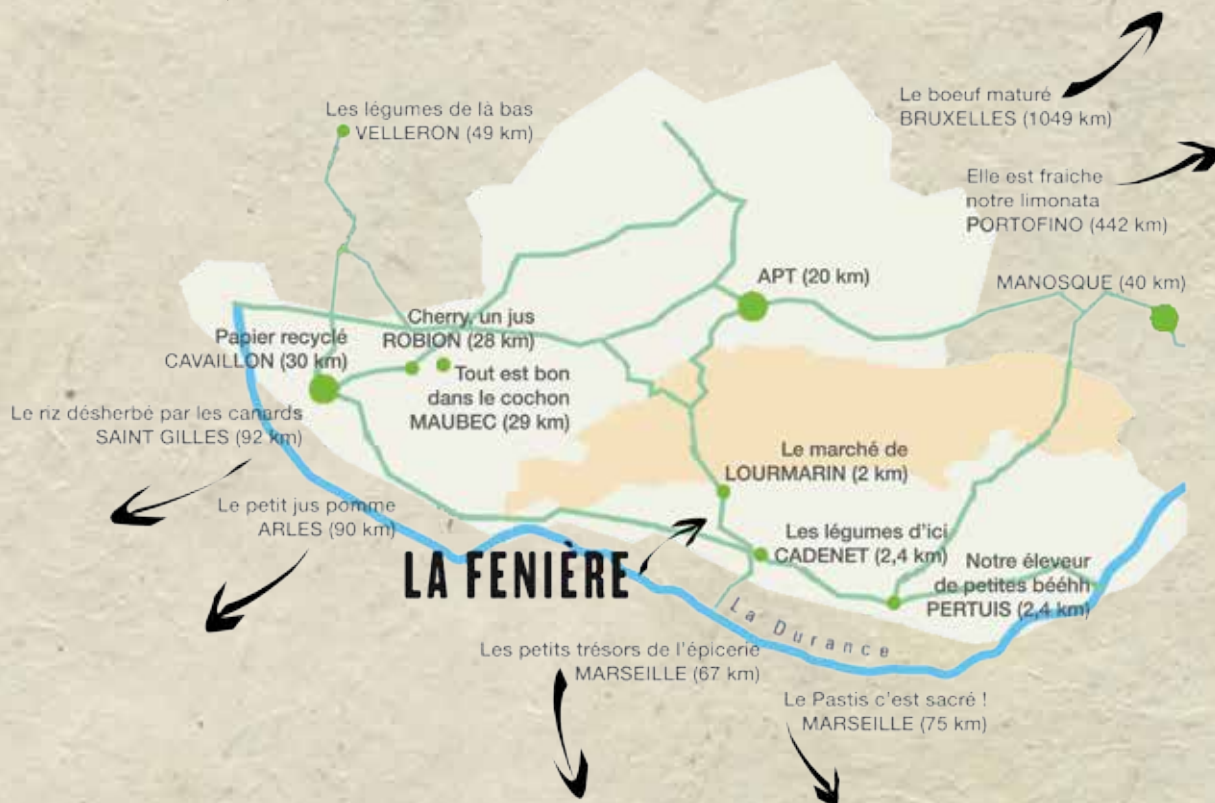 Le boeuf maturé
BRUXELLES (1049 km)
Les légumes de là bas
VELLERON (49 km)
Elle est fraiche
notre limonata
PORTOFINO (442 km)
APT (20 km)
MANOSQUE (40 km)
Cherry, un jus
ROBION (28 km)
Papier recyclé
CAVAILLON (30 km)
Tout est bon
dans le cochon
MAUBEC (29 km)
Le riz désherbé par les canards
SAINT GILLES (92 km)
Le marché de
LOURMARIN (2 km)
Le petit jus pomme
ARLES (90 km)
Les légumes d'ici
CADENET (2,4 km)
LA FENIÈRE
Notre éleveur
de petites bééhh
PERTUIS (2,4 km)
La Durance
Les petits trésors de l'épicerie
MARSEILLE (67 km)
Le Pastis c'est sacré !
MARSEILLE (75 km)